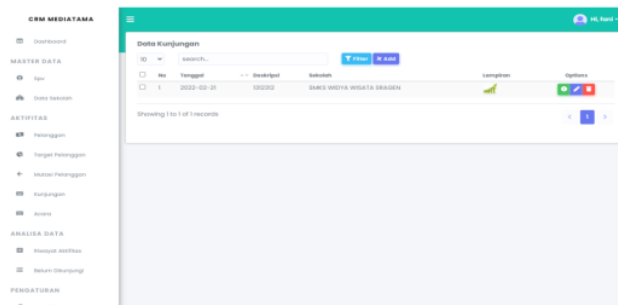 CRM MEDIATAMA
Hi, fani
Dashboard
MASTER DATA
Spu
Data Sekolah
AKTIFITAS
Pelanggan
Target Pelanggan
Mutasi Pelanggan
Kunjungan
Acara
ANALISA DATA
Riwayat Aktifitas
Belum Dikunjungi
PENGATURAN
Data Kunjungan
10 search... Filter Add
No Tanggal Deskripsi Sekolah Lampiran Options
1 2022-02-21 SMKS WIDYA WISATA SRAGEN
Showing 1 to 1 of 1 records
1